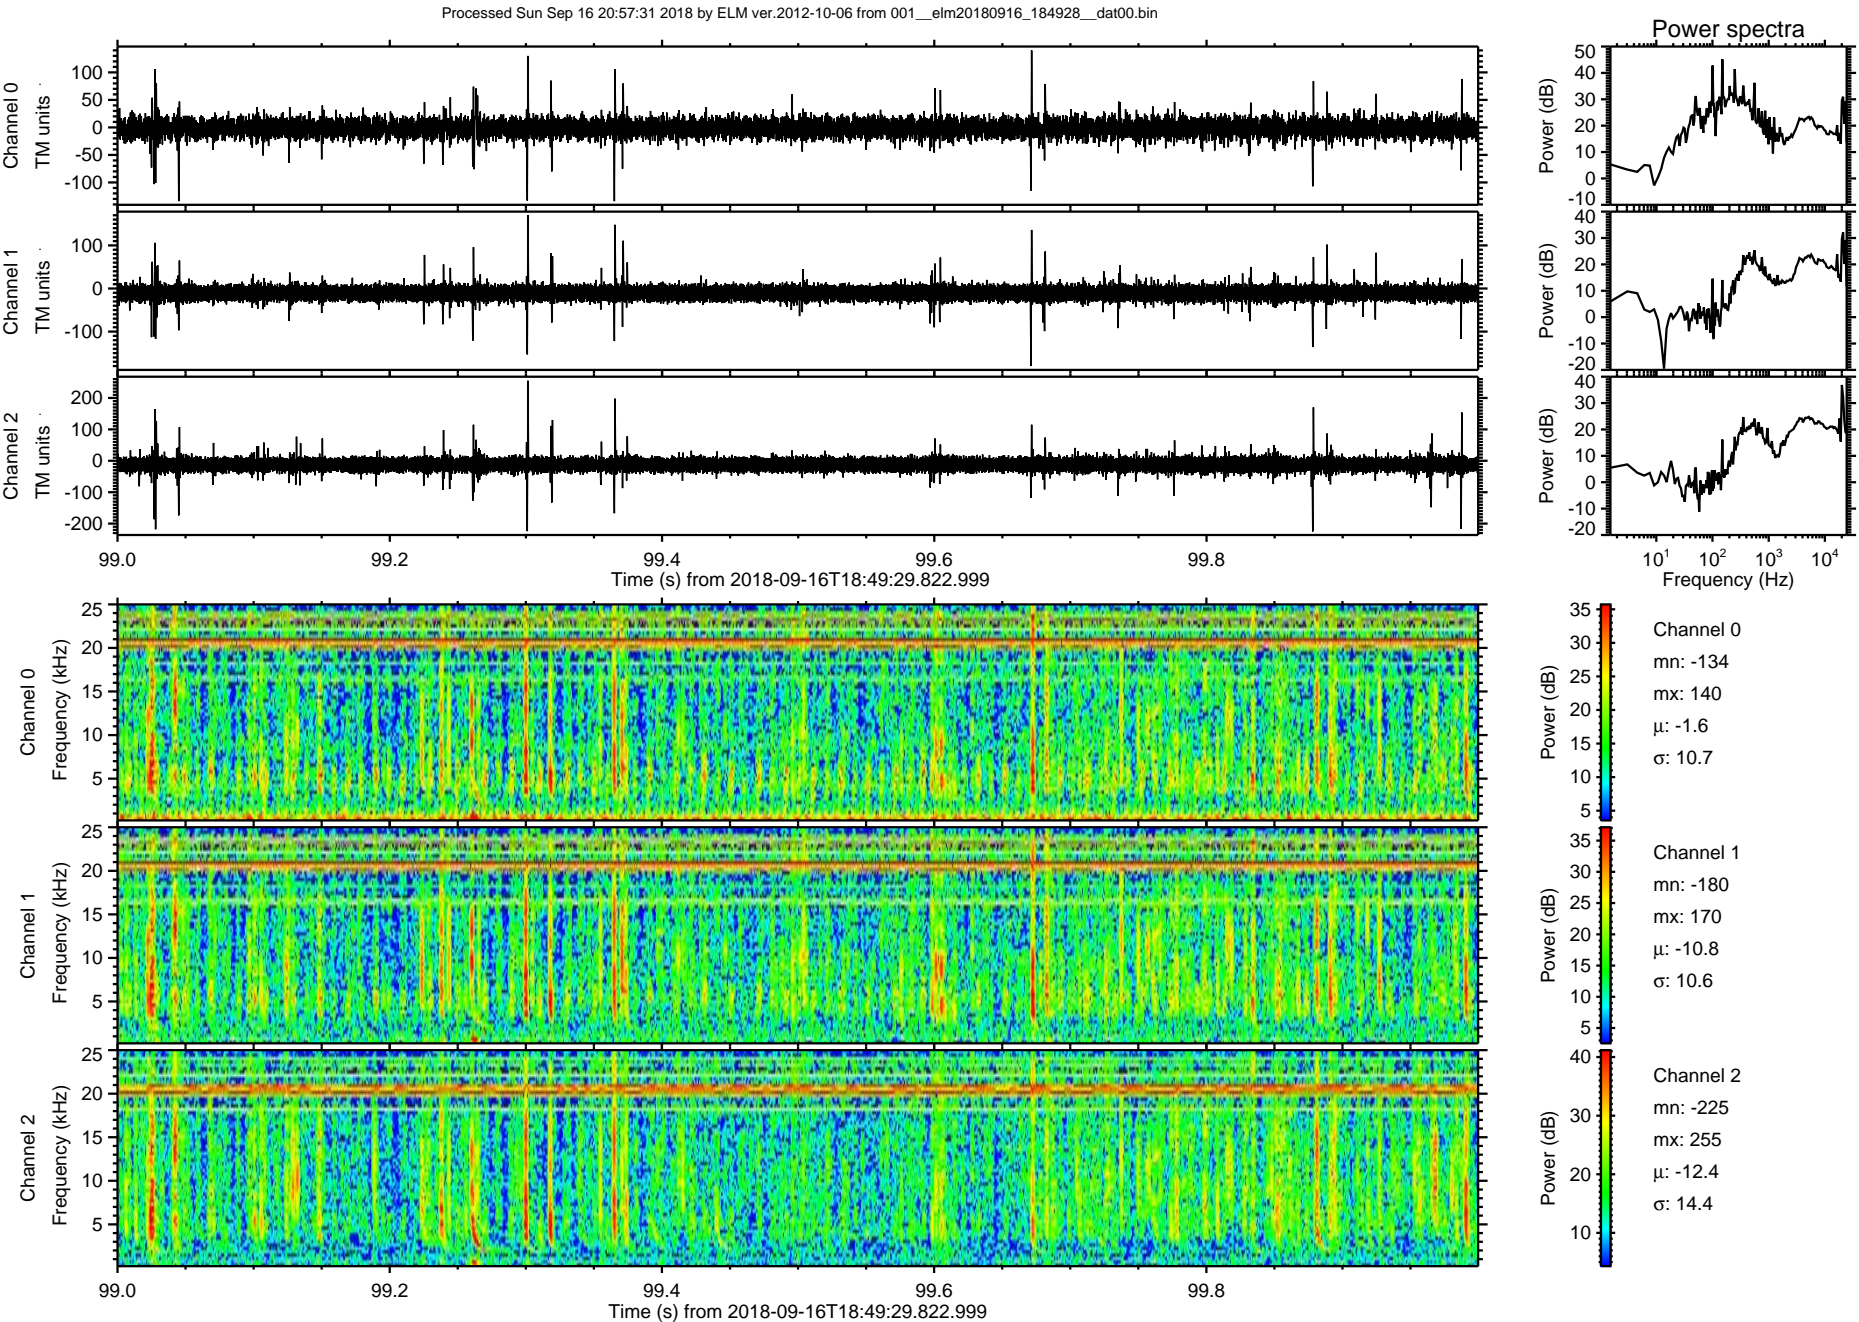 Processed Sun Sep 16 20:57:31 2018 by ELM ver.2012-10-06 from 001__elm20180916_184928__dat00.bin
Power spectra
Channel 0
TM units
100
50
0
-50
-100
Power (dB)
50
40
30
20
10
0
-10
Channel 1
TM units
100
0
-100
Power (dB)
40
30
20
10
0
-10
-20
Channel 2
TM units
200
100
0
-100
-200
Power (dB)
40
30
20
10
0
-10
-20
99.0 99.2 99.4 99.6 99.8
Time (s) from 2018-09-16T18:49:29.822.999
10¹ 10² 10³ 10⁴
Frequency (Hz)
Channel 0
Frequency (kHz)
25
20
15
10
5
Power (dB)
35
30
25
20
15
10
5
Channel 0
mn: -134
mx: 140
μ: -1.6
σ: 10.7
Channel 1
Frequency (kHz)
25
20
15
10
5
Power (dB)
35
30
25
20
15
10
5
Channel 1
mn: -180
mx: 170
μ: -10.8
σ: 10.6
Channel 2
Frequency (kHz)
25
20
15
10
5
Power (dB)
40
30
20
10
Channel 2
mn: -225
mx: 255
μ: -12.4
σ: 14.4
99.0 99.2 99.4 99.6 99.8
Time (s) from 2018-09-16T18:49:29.822.999